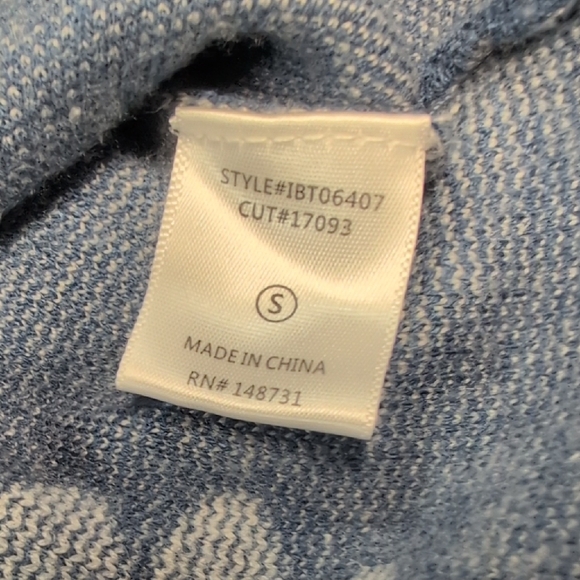 STYLE#IBT06407
CUT#17093
S
MADE IN CHINA
RN# 148731